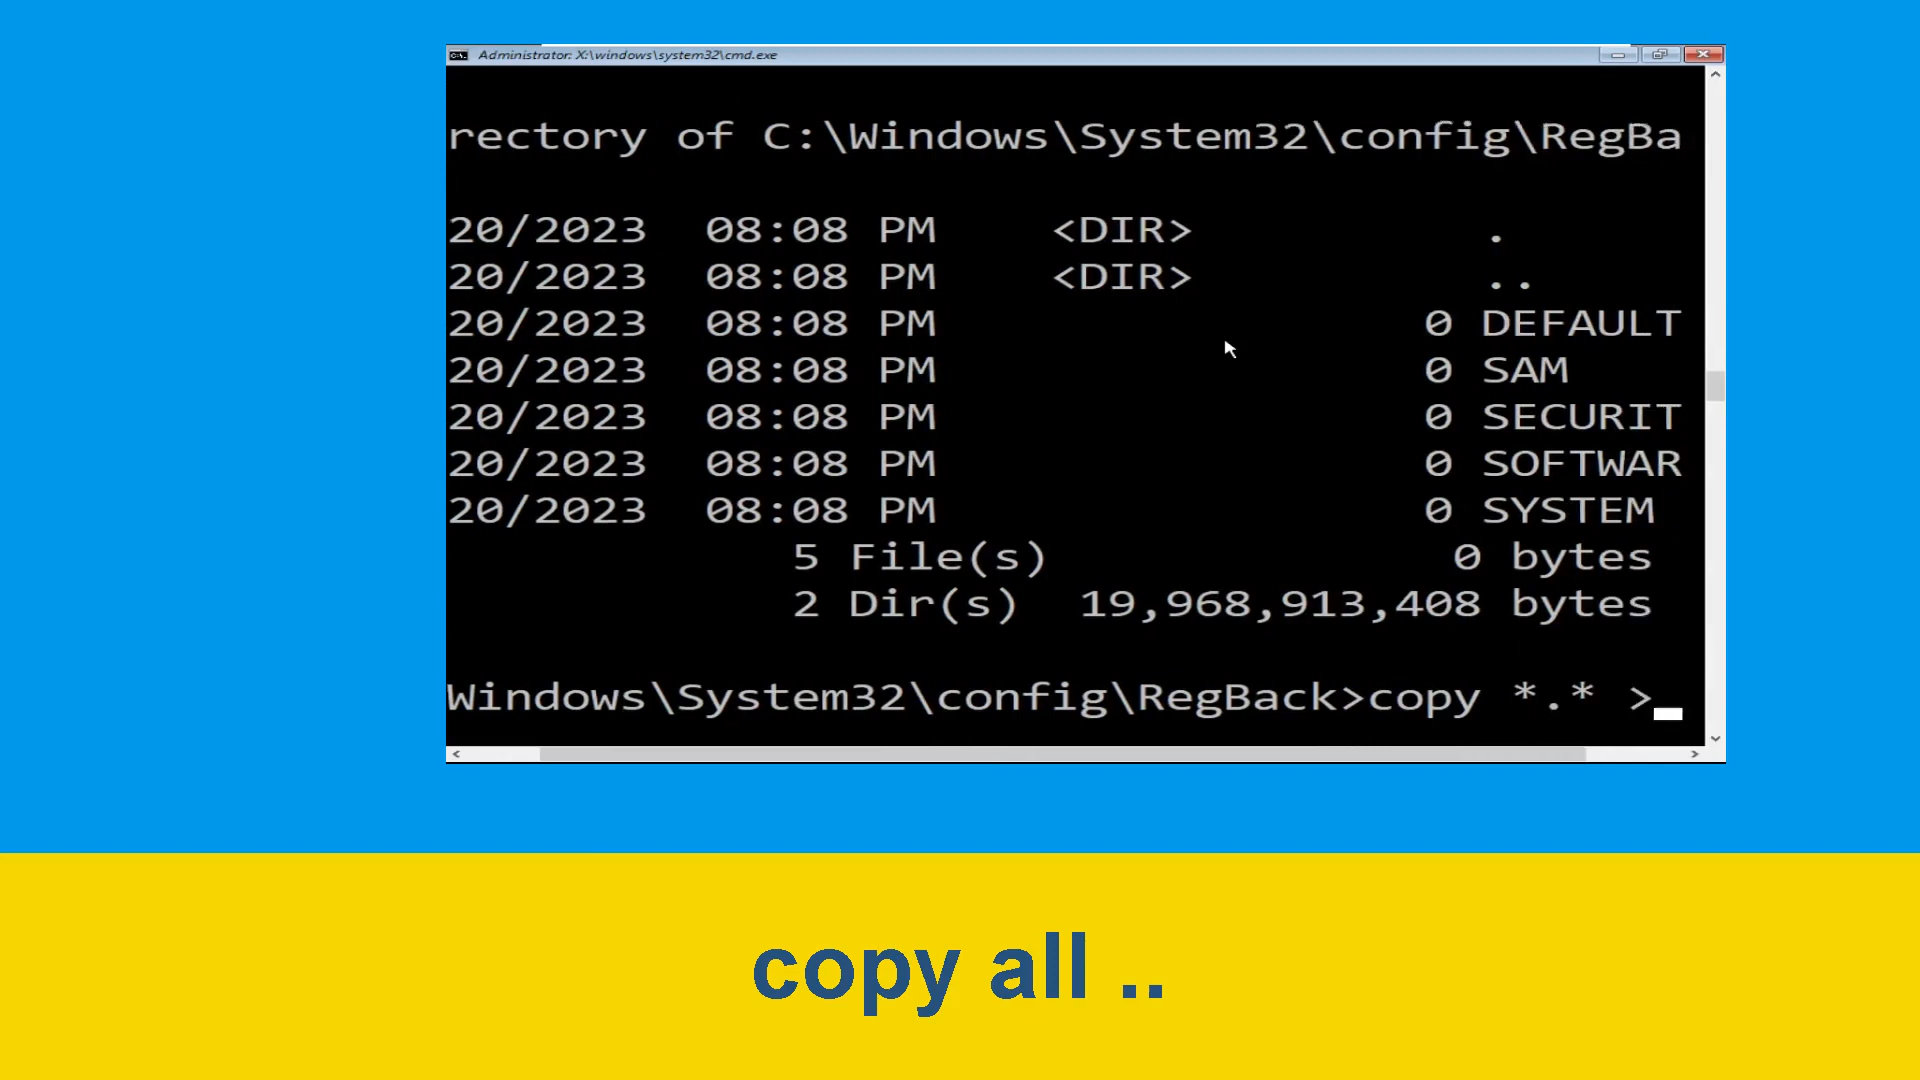 Administrator: X:\windows\system32\cmd.exe
rectory of C:\Windows\System32\config\RegBa
20/2023 08:08 PM <DIR> .
20/2023 08:08 PM <DIR> ..
20/2023 08:08 PM 0 DEFAULT
20/2023 08:08 PM 0 SAM
20/2023 08:08 PM 0 SECURIT
20/2023 08:08 PM 0 SOFTWAR
20/2023 08:08 PM 0 SYSTEM
5 File(s) 0 bytes
2 Dir(s) 19,968,913,408 bytes
Windows\System32\config\RegBack>copy *.* >
copy all ..